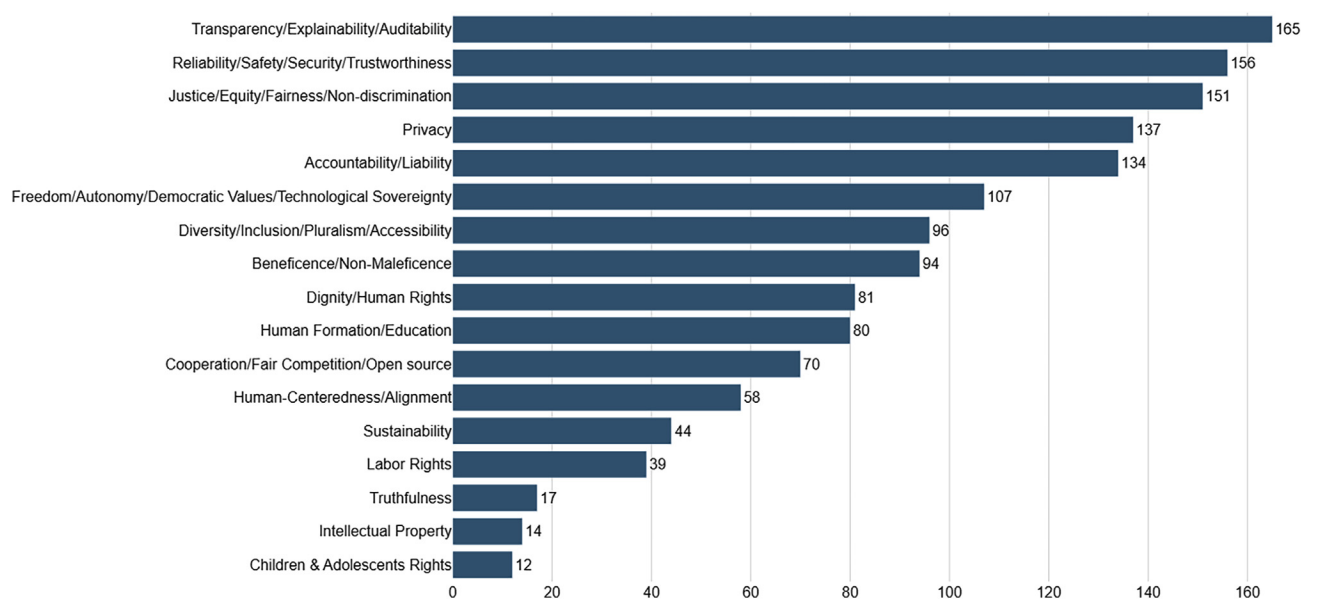 Transparency/Explainability/Auditability 165
Reliability/Safety/Security/Trustworthiness 156
Justice/Equity/Fairness/Non-discrimination 151
Privacy 137
Accountability/Liability 134
Freedom/Autonomy/Democratic Values/Technological Sovereignty 107
Diversity/Inclusion/Pluralism/Accessibility 96
Beneficence/Non-Maleficence 94
Dignity/Human Rights 81
Human Formation/Education 80
Cooperation/Fair Competition/Open source 70
Human-Centeredness/Alignment 58
Sustainability 44
Labor Rights 39
Truthfulness 17
Intellectual Property 14
Children & Adolescents Rights 12
0 20 40 60 80 100 120 140 160